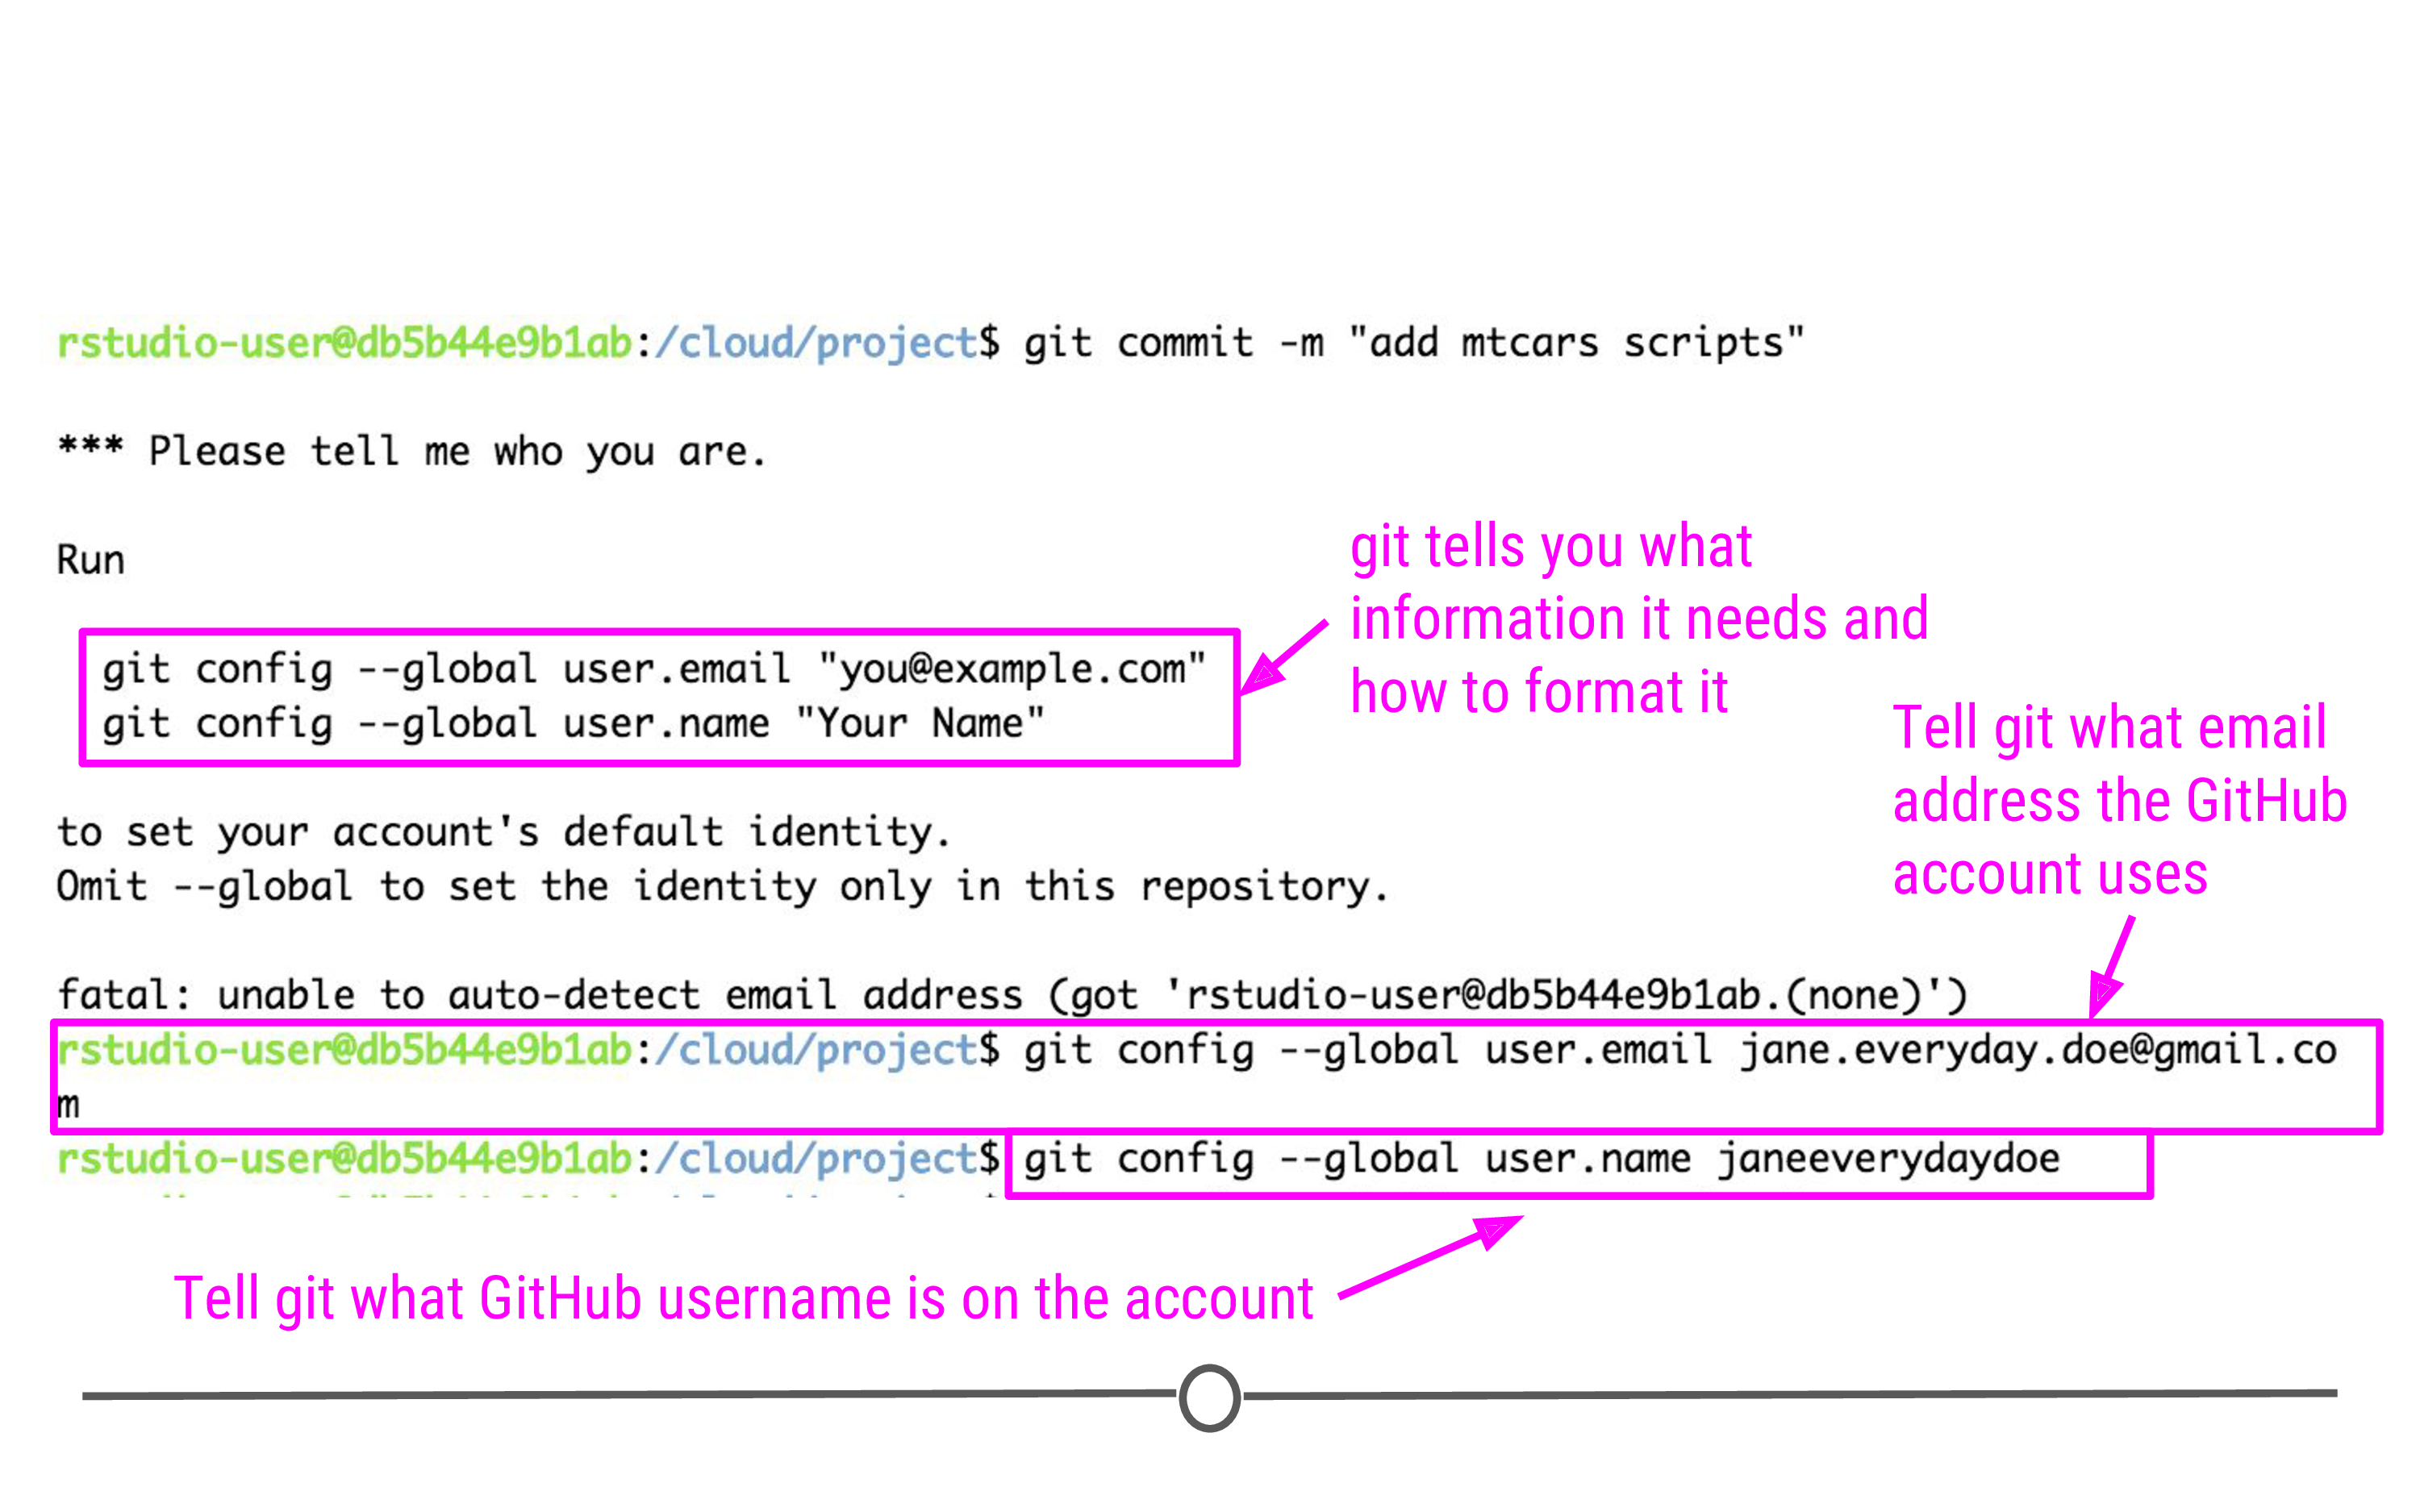 rstudio-user@db5b44e9b1ab:/cloud/project$ git commit -m "add mtcars scripts"
*** Please tell me who you are.
Run
git tells you what
information it needs and
how to format it
git config --global user.email "you@example.com"
git config --global user.name "Your Name"
Tell git what email
address the GitHub
account uses
to set your account's default identity.
Omit --global to set the identity only in this repository.
fatal: unable to auto-detect email address (got 'rstudio-user@db5b44e9b1ab.(none)')
rstudio-user@db5b44e9b1ab:/cloud/project$ git config --global user.email jane.everyday.doe@gmail.co
m
rstudio-user@db5b44e9b1ab:/cloud/project$ git config --global user.name janeeverydaydoe
Tell git what GitHub username is on the account